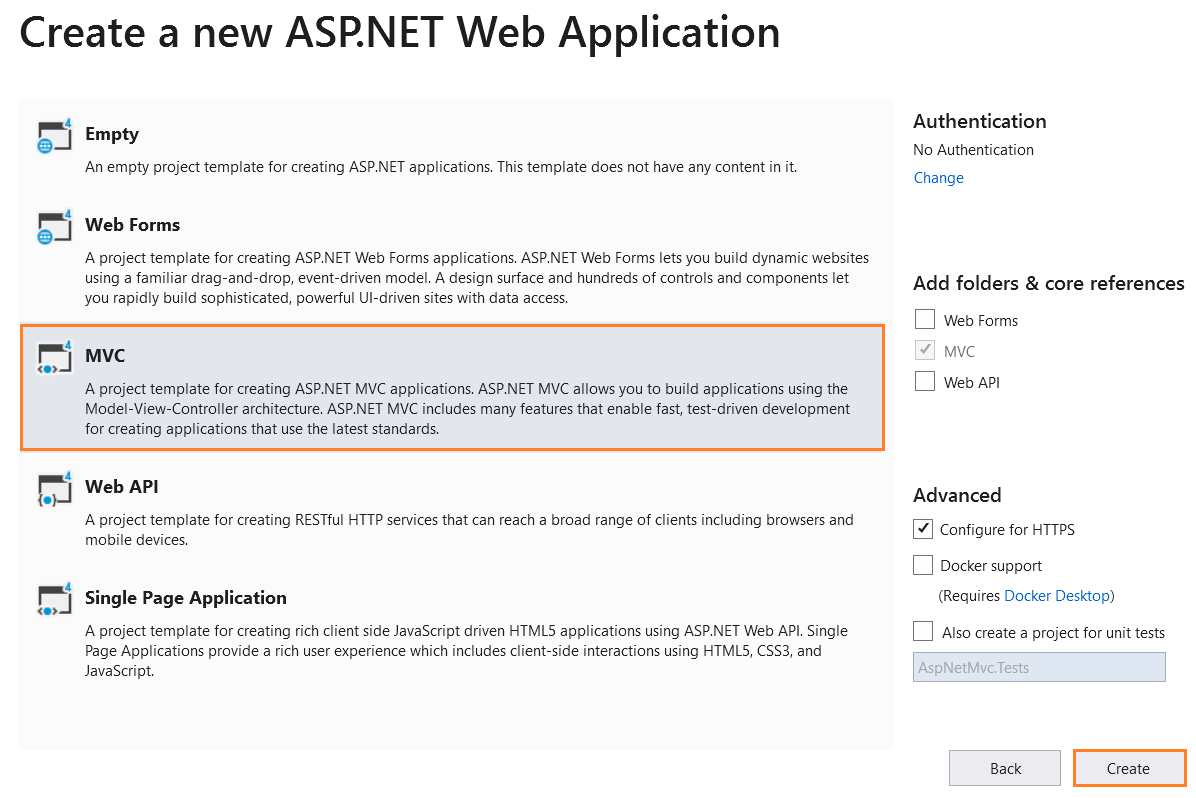 Create a new ASP.NET Web Application
4
Empty
An empty project template for creating ASP.NET applications. This template does not have any content in it.
4
Web Forms
A project template for creating ASP.NET Web Forms applications. ASP.NET Web Forms lets you build dynamic websites
using a familiar drag-and-drop, event-driven model. A design surface and hundreds of controls and components let
you rapidly build sophisticated, powerful UI-driven sites with data access.
4
MVC
A project template for creating ASP.NET MVC applications. ASP.NET MVC allows you to build applications using the
Model-View-Controller architecture. ASP.NET MVC includes many features that enable fast, test-driven development
for creating applications that use the latest standards.
4
Web API
A project template for creating RESTful HTTP services that can reach a broad range of clients including browsers and
mobile devices.
4
Single Page Application
A project template for creating rich client side JavaScript driven HTML5 applications using ASP.NET Web API. Single
Page Applications provide a rich user experience which includes client-side interactions using HTML5, CSS3, and
JavaScript.
Authentication
No Authentication
Change
Add folders & core references
Web Forms
MVC
Web API
Advanced
Configure for HTTPS
Docker support
(Requires Docker Desktop)
Also create a project for unit tests
AspNetMvc.Tests
Back
Create